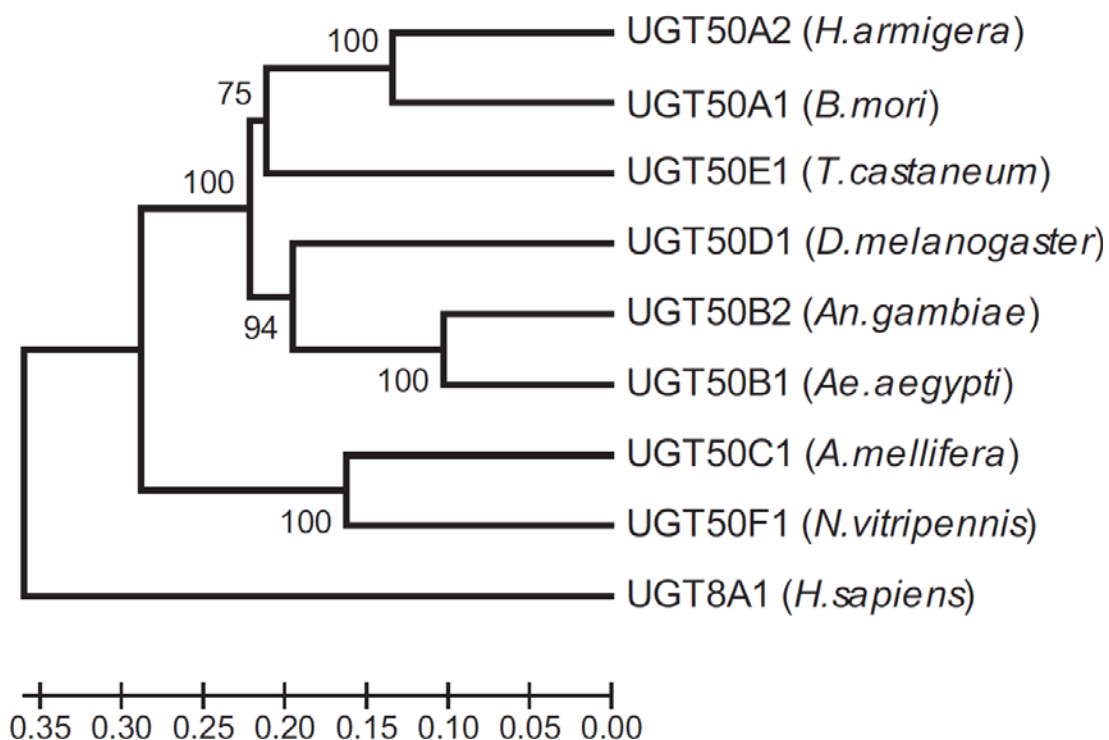 100
UGT50A2 (H.armigera)
75
UGT50A1 (B.mori)
100
UGT50E1 (T.castaneum)
UGT50D1 (D.melanogaster)
94
UGT50B2 (An.gambiae)
100
UGT50B1 (Ae.aegypti)
UGT50C1 (A.mellifera)
100
UGT50F1 (N.vitripennis)
UGT8A1 (H.sapiens)
0.35 0.30 0.25 0.20 0.15 0.10 0.05 0.00